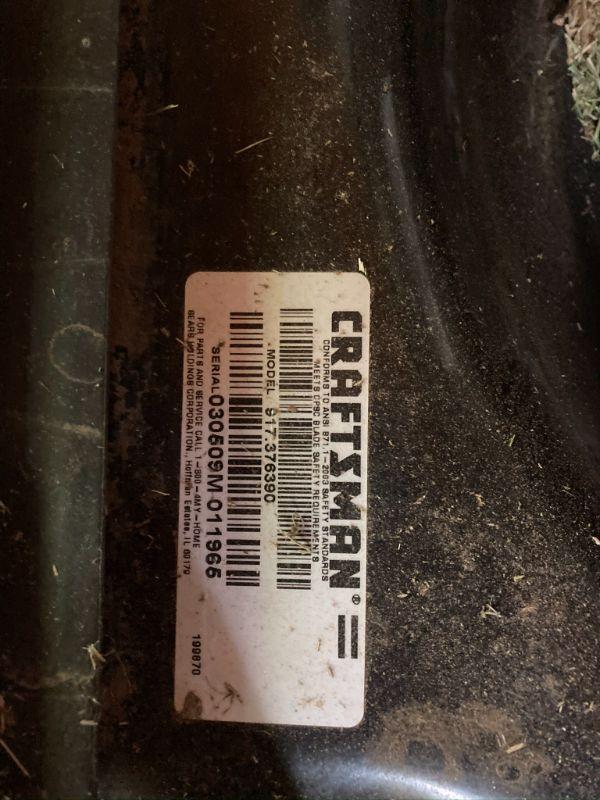 CRAFTSMAN®
CONFORMS TO ANSI B71.1-2003 SAFETY STANDARDS
MEETS CPSC BLADE SAFETY REQUIREMENTS
MODEL 917.376390
SERIAL 030509M 011965
FOR PARTS AND SERVICE CALL 1-800-4MY-HOME
SEARS HOLDINGS CORPORATION., Hoffman Estates, IL 60179
199870